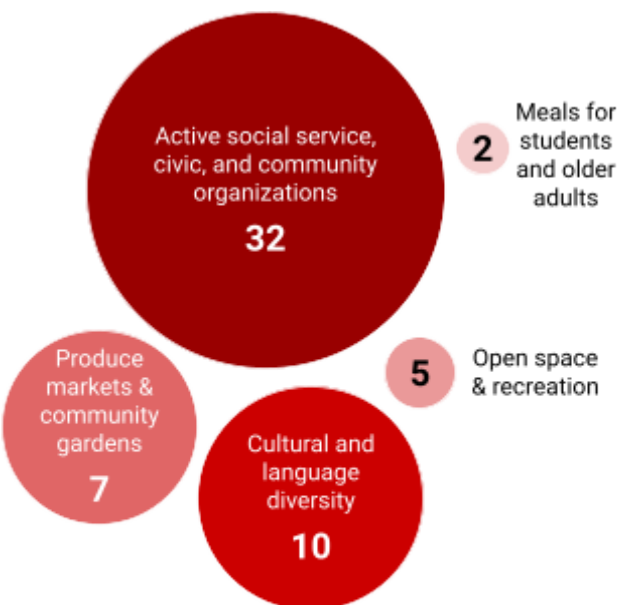 Active social service,
civic, and community
organizations
32
2
Meals for
students
and older
adults
Produce
markets &
community
gardens
7
5
Open space
& recreation
Cultural and
language
diversity
10